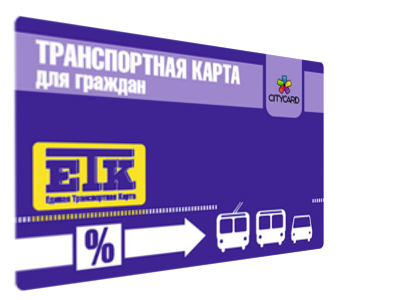 ТРАНСПОРТНАЯ КАРТА
для граждан
CITYCARD
ЕТК
Единая Транспортная Карта
%